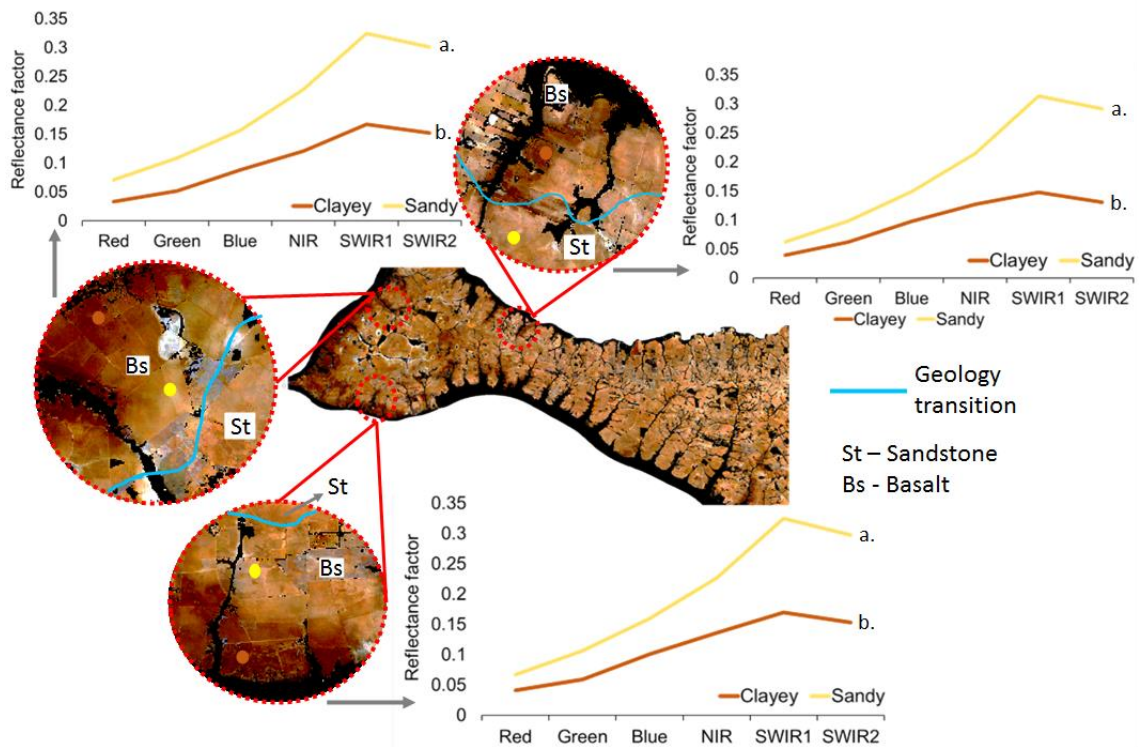 0.35
0.3
0.25
0.2
0.15
0.1
0.05
0
Reflectance factor
a.
b.
Clayey Sandy
Red Green Blue NIR SWIR1 SWIR2
Bs
St
0.35
0.3
0.25
0.2
0.15
0.1
0.05
0
Reflectance factor
a.
b.
Clayey Sandy
Red Green Blue NIR SWIR1 SWIR2
Clayey Sandy
Bs
St
Geology
transition
St – Sandstone
Bs - Basalt
St
Bs
0.35
0.3
0.25
0.2
0.15
0.1
0.05
0
Reflectance factor
a.
b.
Clayey Sandy
Red Green Blue NIR SWIR1 SWIR2